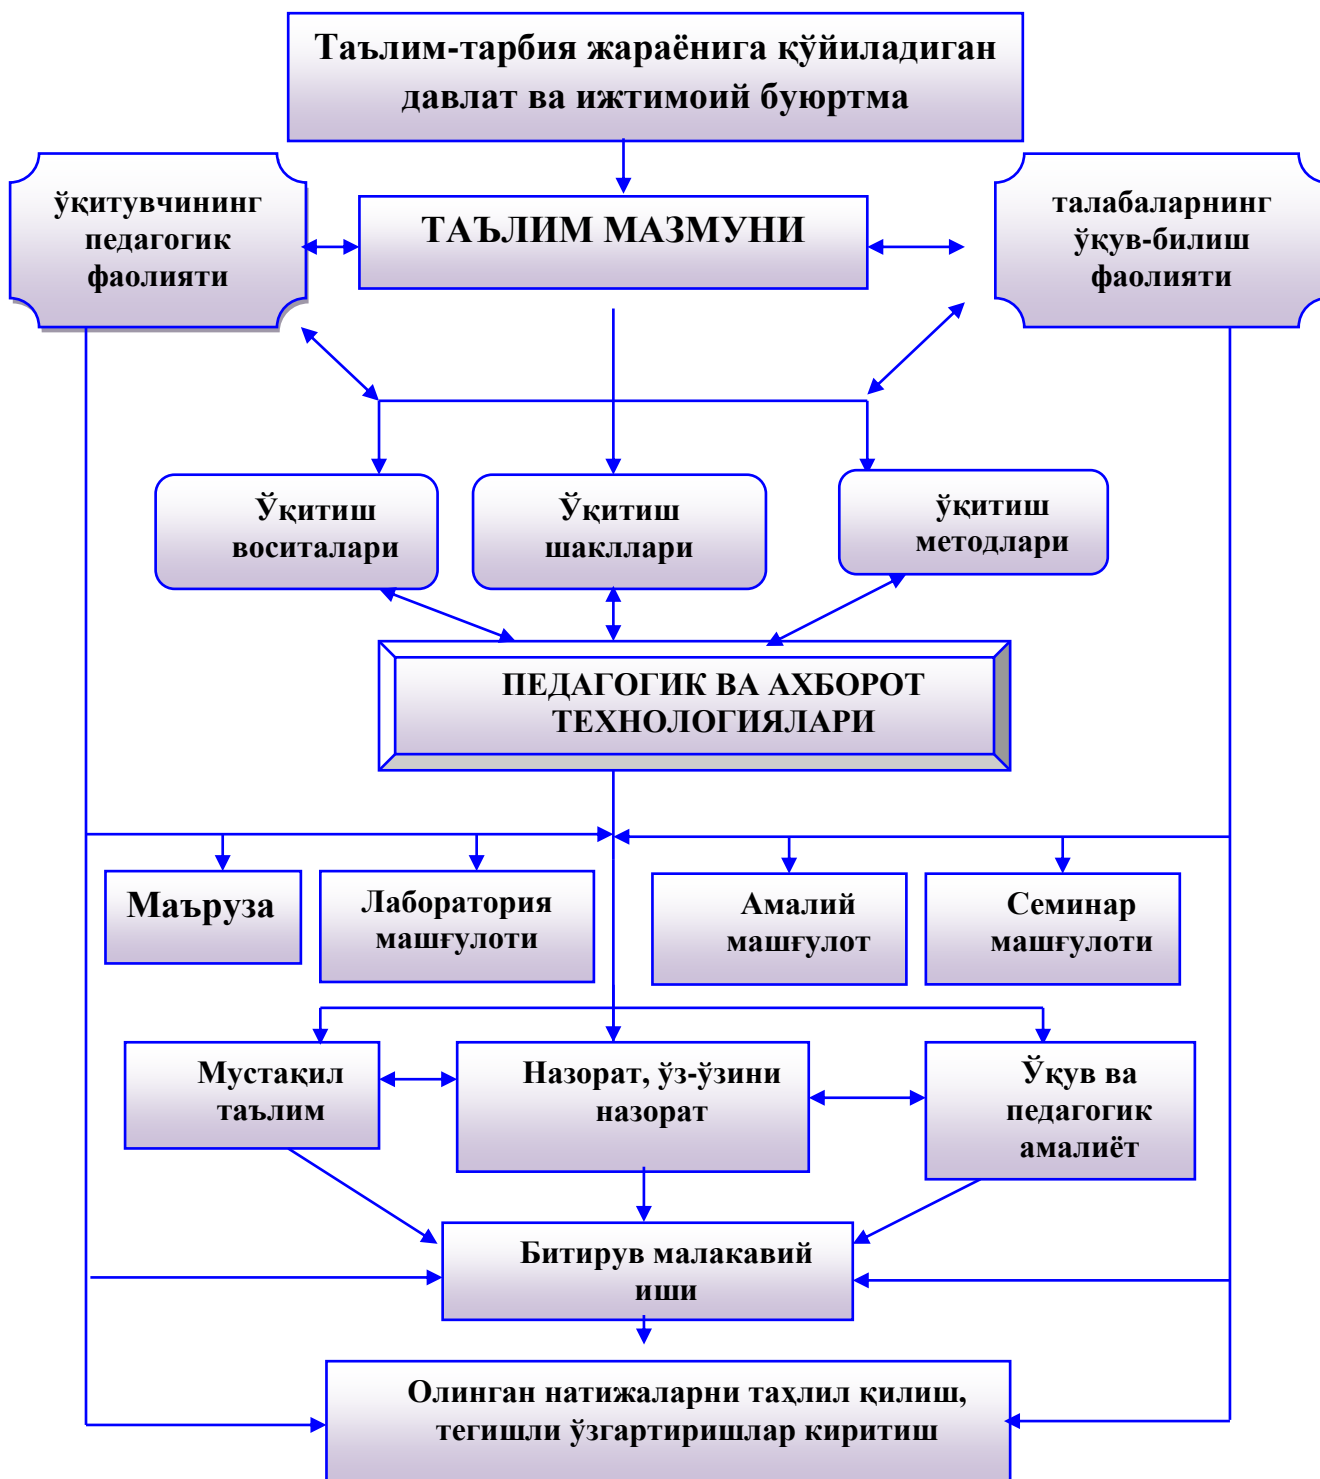 Таълим-тарбия жараёнига қўйиладиган
давлат ва ижтимоий буюртма
ўқитувчининг
педагогик
фаолияти
ТАЪЛИМ МАЗМУНИ
талабаларнинг
ўқув-билиш
фаолияти
Ўқитиш
воситалари
Ўқитиш
шакллари
ўқитиш
методлари
ПЕДАГОГИК ВА АХБОРОТ
ТЕХНОЛОГИЯЛАРИ
Маъруза
Лаборатория
машғулоти
Амалий
машғулот
Семинар
машғулоти
Мустақил
таълим
Назорат, ўз-ўзини
назорат
Ўқув ва
педагогик
амалиёт
Битирув малакавий
иши
Олинган натижаларни таҳлил қилиш,
тегишли ўзгартиришлар киритиш